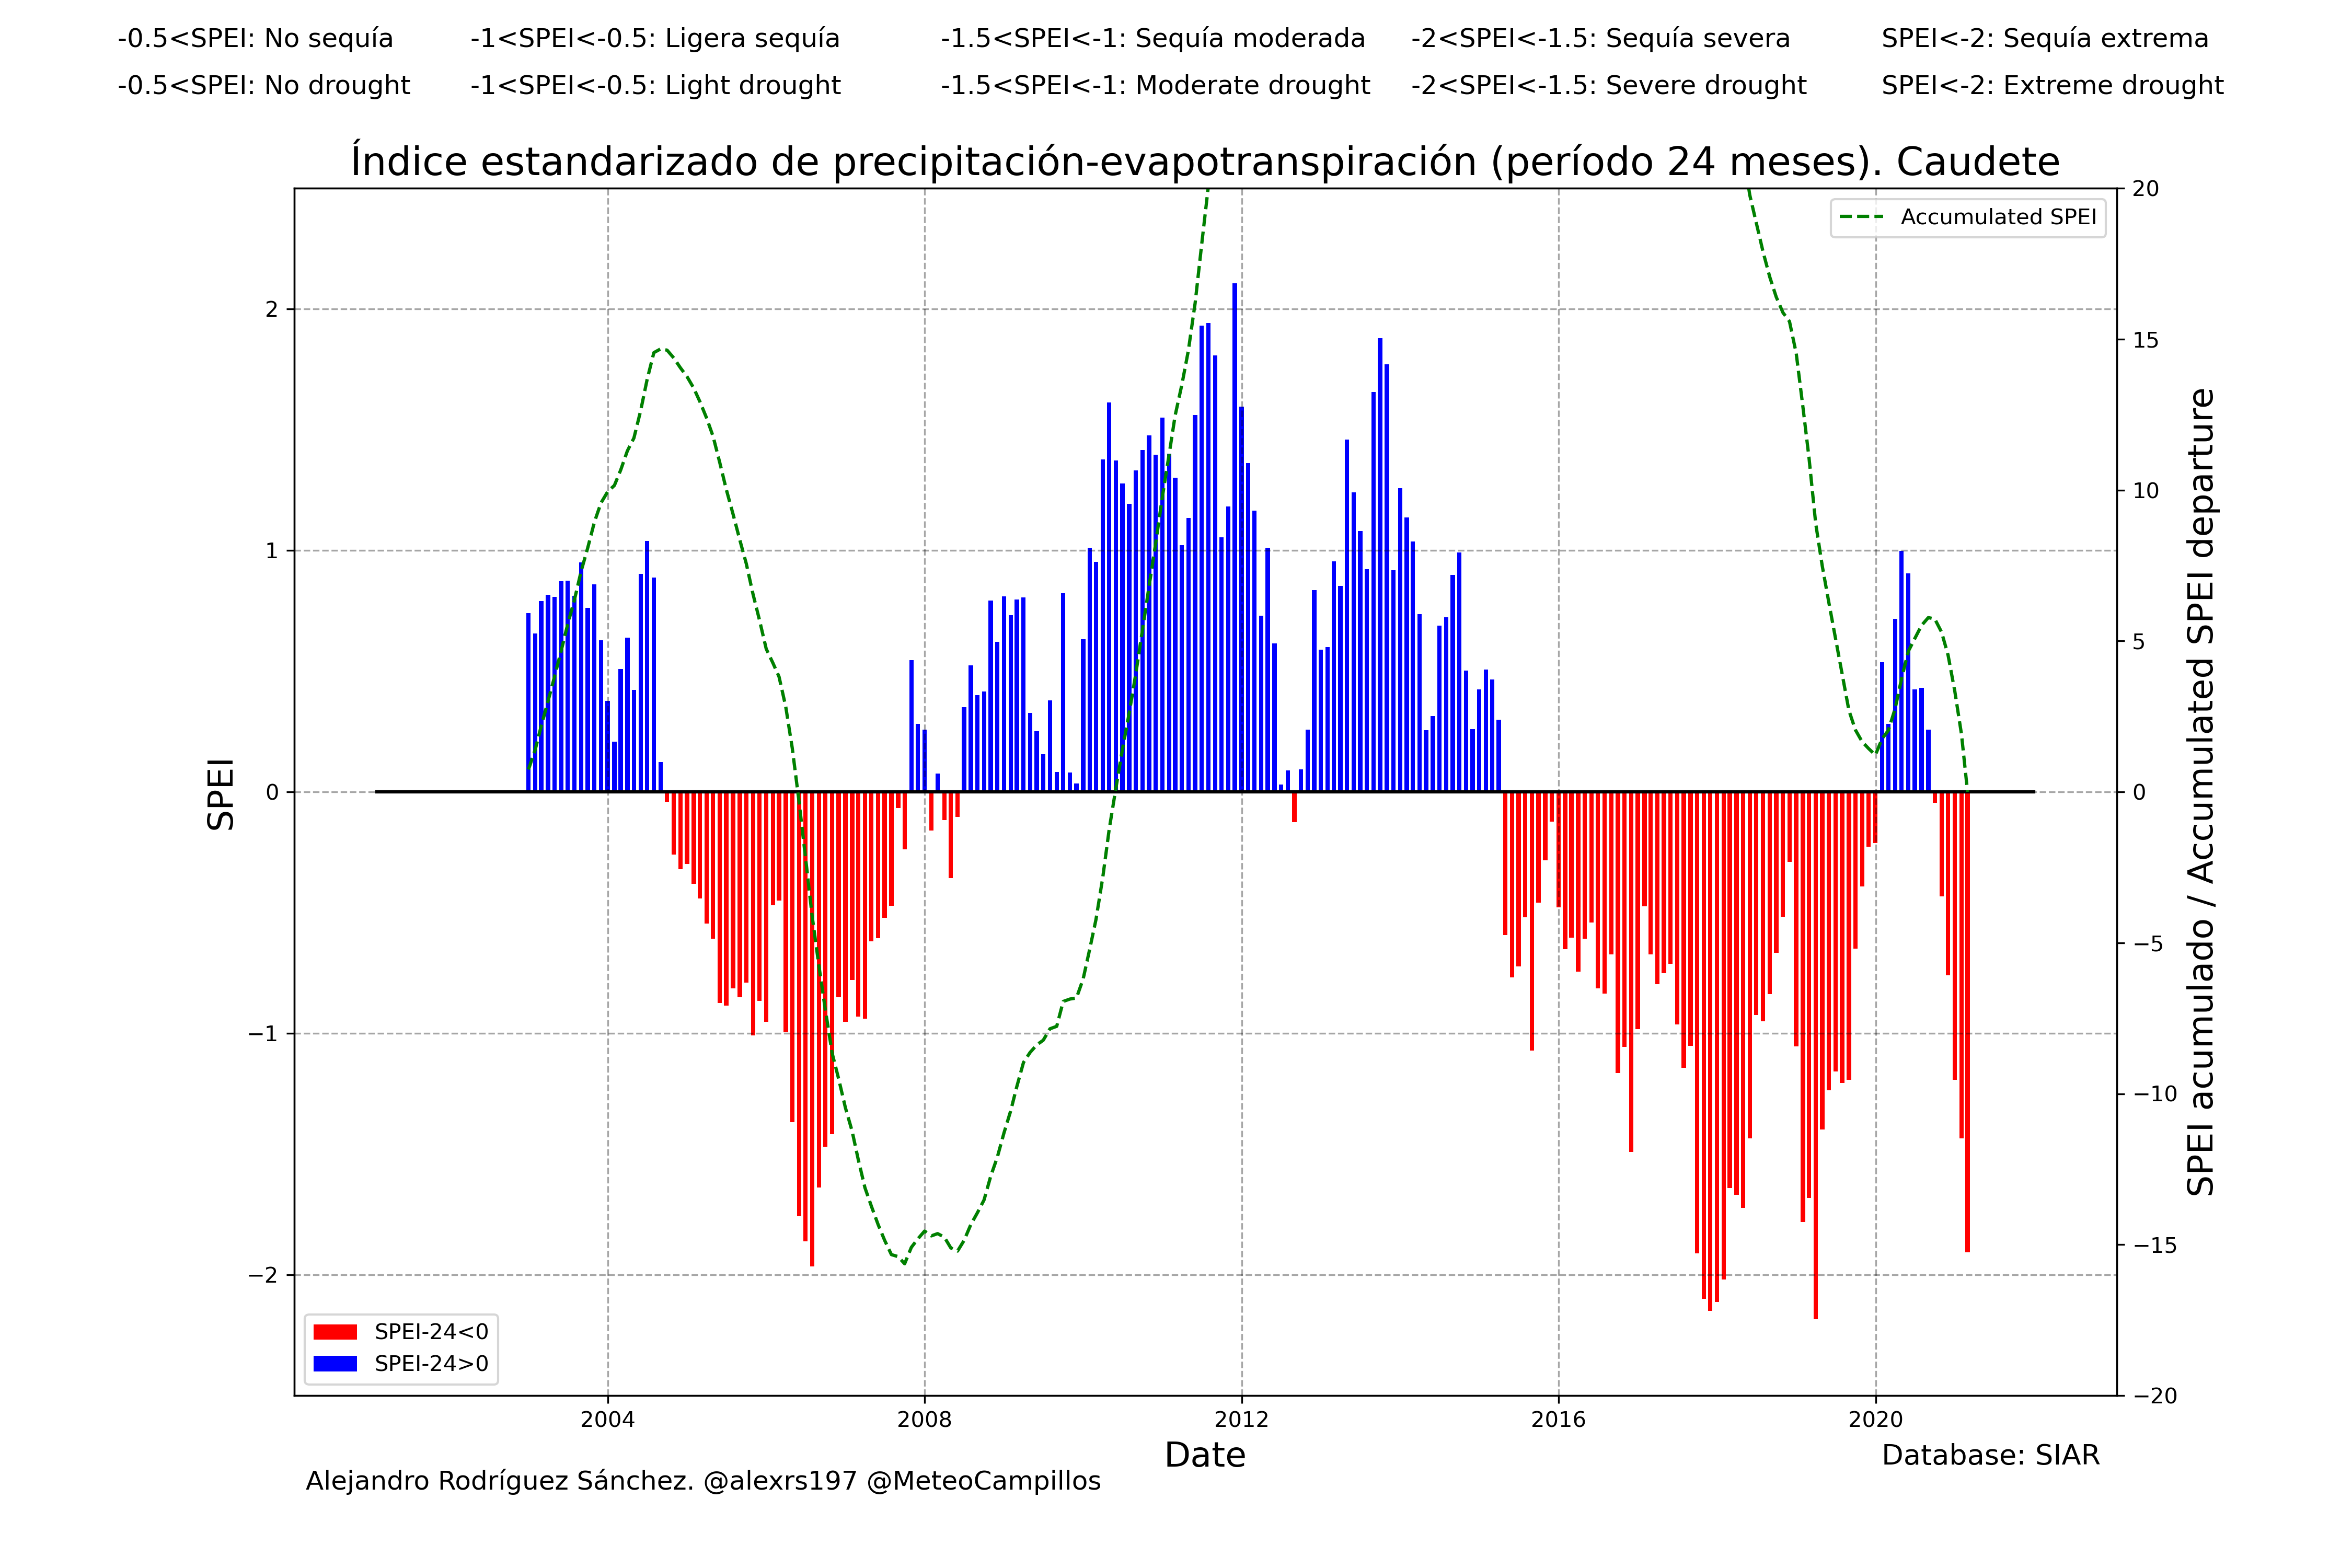 -0.5<SPEI: No sequía -1<SPEI<-0.5: Ligera sequía -1.5<SPEI<-1: Sequía moderada -2<SPEI<-1.5: Sequía severa SPEI<-2: Sequía extrema
-0.5<SPEI: No drought -1<SPEI<-0.5: Light drought -1.5<SPEI<-1: Moderate drought -2<SPEI<-1.5: Severe drought SPEI<-2: Extreme drought
Índice estandarizado de precipitación-evapotranspiración (período 24 meses). Caudete
Accumulated SPEI
SPEI
2
1
0
−1
−2
20
15
10
5
0
−5
−10
−15
−20
SPEI acumulado / Accumulated SPEI departure
SPEI-24<0
SPEI-24>0
2004 2008 2012 2016 2020
Date
Database: SIAR
Alejandro Rodríguez Sánchez. @alexrs197 @MeteoCampillos